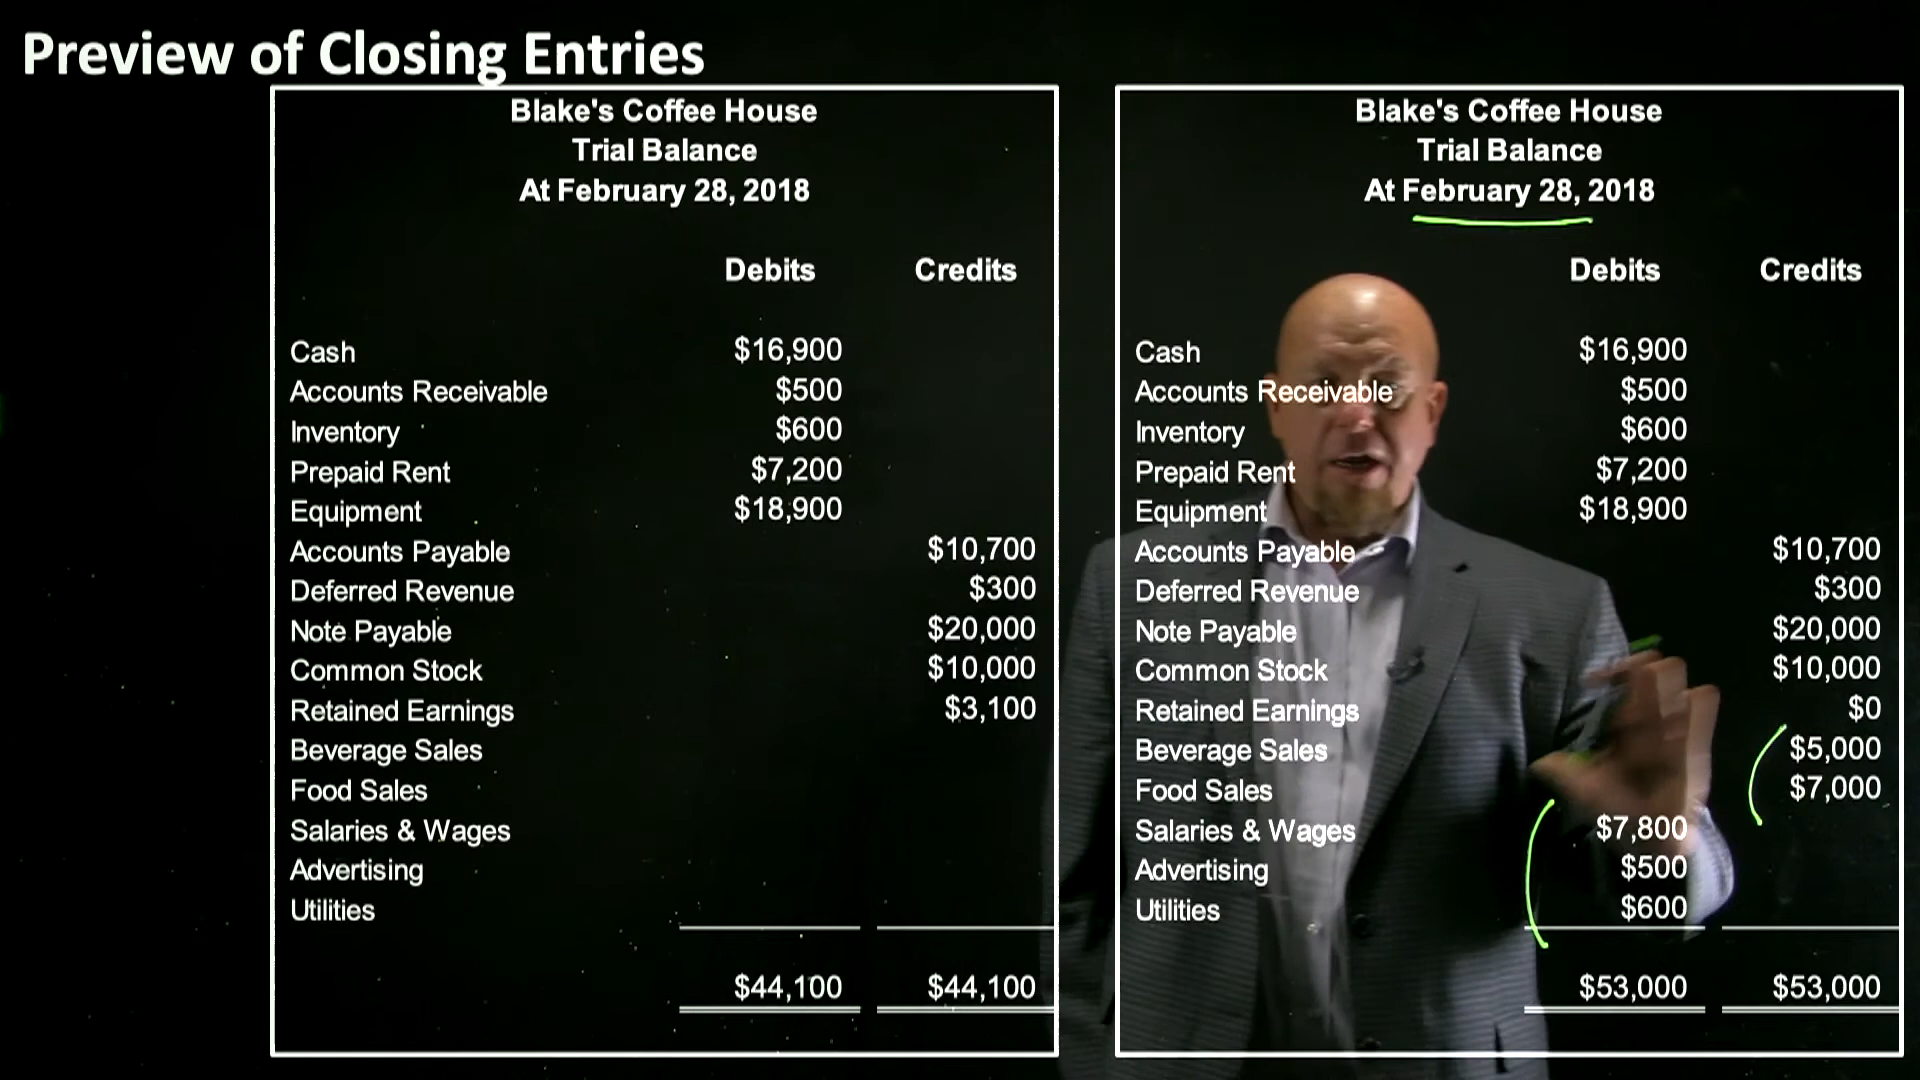 Preview of Closing Entries
Blake's Coffee House
Trial Balance
At February 28, 2018
Debits Credits
Cash $16,900
Accounts Receivable $500
Inventory $600
Prepaid Rent $7,200
Equipment $18,900
Accounts Payable $10,700
Deferred Revenue $300
Note Payable $20,000
Common Stock $10,000
Retained Earnings $3,100
Beverage Sales
Food Sales
Salaries & Wages
Advertising
Utilities
$44,100 $44,100
Blake's Coffee House
Trial Balance
At February 28, 2018
Debits Credits
Cash $16,900
Accounts Receivable $500
Inventory $600
Prepaid Rent $7,200
Equipment $18,900
Accounts Payable $10,700
Deferred Revenue $300
Note Payable $20,000
Common Stock $10,000
Retained Earnings $0
Beverage Sales $5,000
Food Sales $7,000
Salaries & Wages $7,800
Advertising $500
Utilities $600
$53,000 $53,000